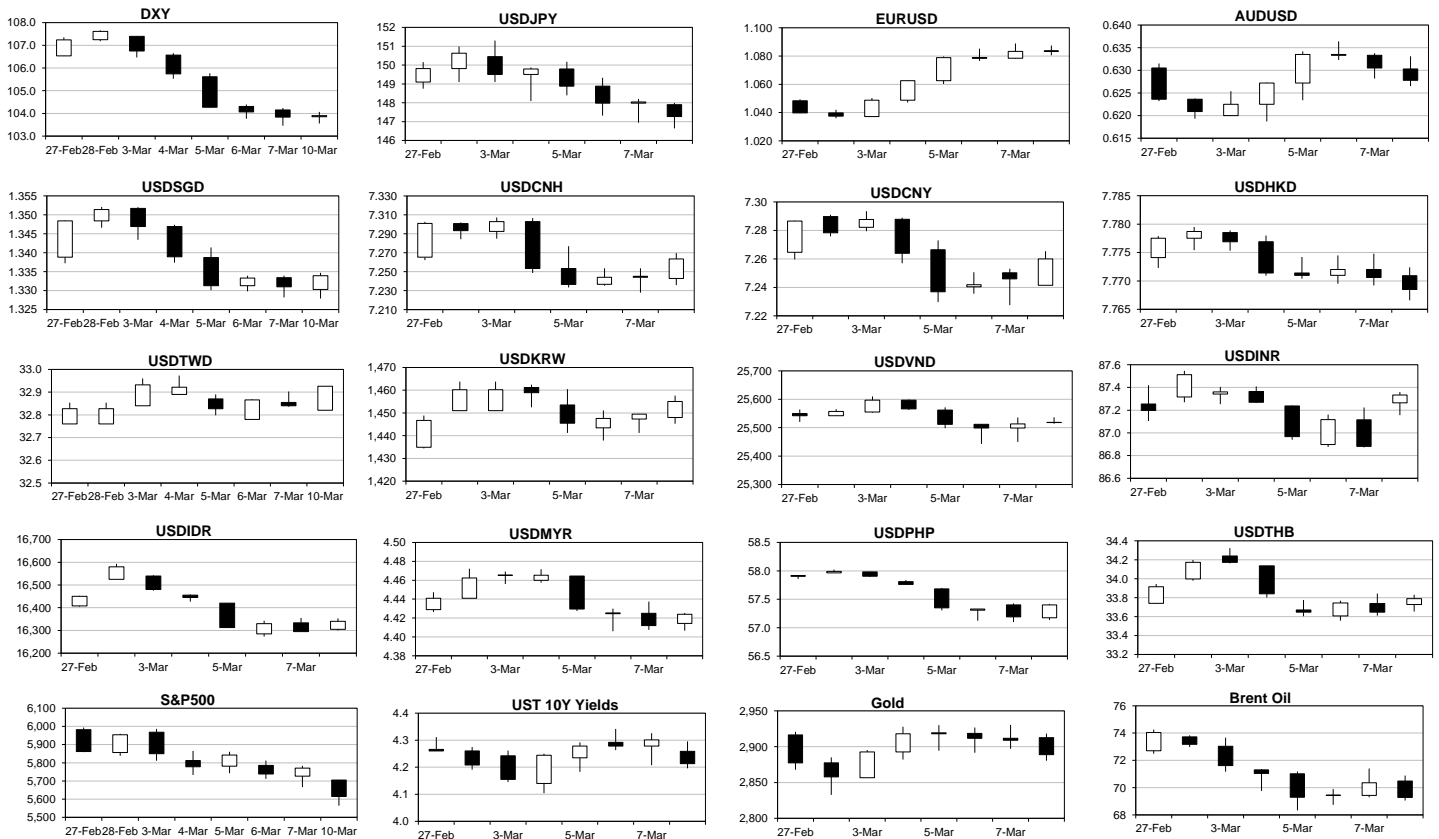 DXY
108.0
107.0
106.0
105.0
104.0
103.0
27-Feb 28-Feb 3-Mar 4-Mar 5-Mar 6-Mar 7-Mar 10-Mar
USDJPY
152
151
150
149
148
147
146
27-Feb 3-Mar 5-Mar 7-Mar
EURUSD
1.100
1.080
1.060
1.040
1.020
27-Feb 3-Mar 5-Mar 7-Mar
AUDUSD
0.640
0.635
0.630
0.625
0.620
0.615
27-Feb 3-Mar 5-Mar 7-Mar
USDSGD
1.355
1.350
1.345
1.340
1.335
1.330
1.325
27-Feb 28-Feb 3-Mar 4-Mar 5-Mar 6-Mar 7-Mar 10-Mar
USDCNH
7.330
7.310
7.290
7.270
7.250
7.230
7.210
27-Feb 3-Mar 5-Mar 7-Mar
USDCNY
7.30
7.28
7.26
7.24
7.22
27-Feb 3-Mar 5-Mar 7-Mar
USDHKD
7.785
7.780
7.775
7.770
7.765
27-Feb 3-Mar 5-Mar 7-Mar
USDTWD
33.0
32.9
32.8
32.7
32.6
32.5
27-Feb 28-Feb 3-Mar 4-Mar 5-Mar 6-Mar 7-Mar 10-Mar
USDKRW
1,470
1,460
1,450
1,440
1,430
1,420
27-Feb 3-Mar 5-Mar 7-Mar
USDVND
25,700
25,600
25,500
25,400
25,300
27-Feb 3-Mar 5-Mar 7-Mar
USDINR
87.6
87.4
87.2
87.0
86.8
86.6
27-Feb 3-Mar 5-Mar 7-Mar
USDIDR
16,700
16,600
16,500
16,400
16,300
16,200
27-Feb 3-Mar 5-Mar 7-Mar
USDMYR
4.50
4.48
4.46
4.44
4.42
4.40
4.38
27-Feb 3-Mar 5-Mar 7-Mar
USDPHP
58.5
58.0
57.5
57.0
56.5
27-Feb 3-Mar 5-Mar 7-Mar
USDTHB
34.4
34.2
34.0
33.8
33.6
33.4
33.2
27-Feb 3-Mar 5-Mar 7-Mar
S&P500
6,100
6,000
5,900
5,800
5,700
5,600
5,500
27-Feb 28-Feb 3-Mar 4-Mar 5-Mar 6-Mar 7-Mar 10-Mar
UST 10Y Yields
4.4
4.3
4.2
4.1
4.0
27-Feb 3-Mar 5-Mar 7-Mar
Gold
2,950
2,900
2,850
2,800
27-Feb 3-Mar 5-Mar 7-Mar
Brent Oil
76
74
72
70
68
27-Feb 3-Mar 5-Mar 7-Mar